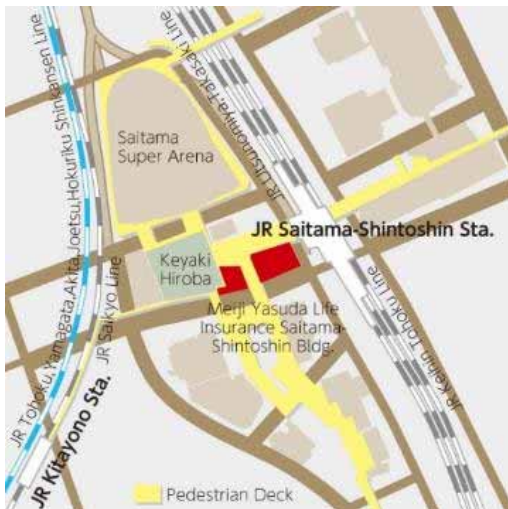 JR Tohoku,Yamagata,Akita,Joetsu,Hokuriku Shinkansen Line
JR Saikyo Line
Saitama
Super Arena
JR Utsunomiya,Takasaki Line
JR Saitama-Shintoshin Sta.
Keyaki
Hiroba
Meiji Yasuda Life
Insurance Saitama-
Shintoshin Bldg.
JR Keihin Tohoku Line
JR Kitayono Sta.
Pedestrian Deck